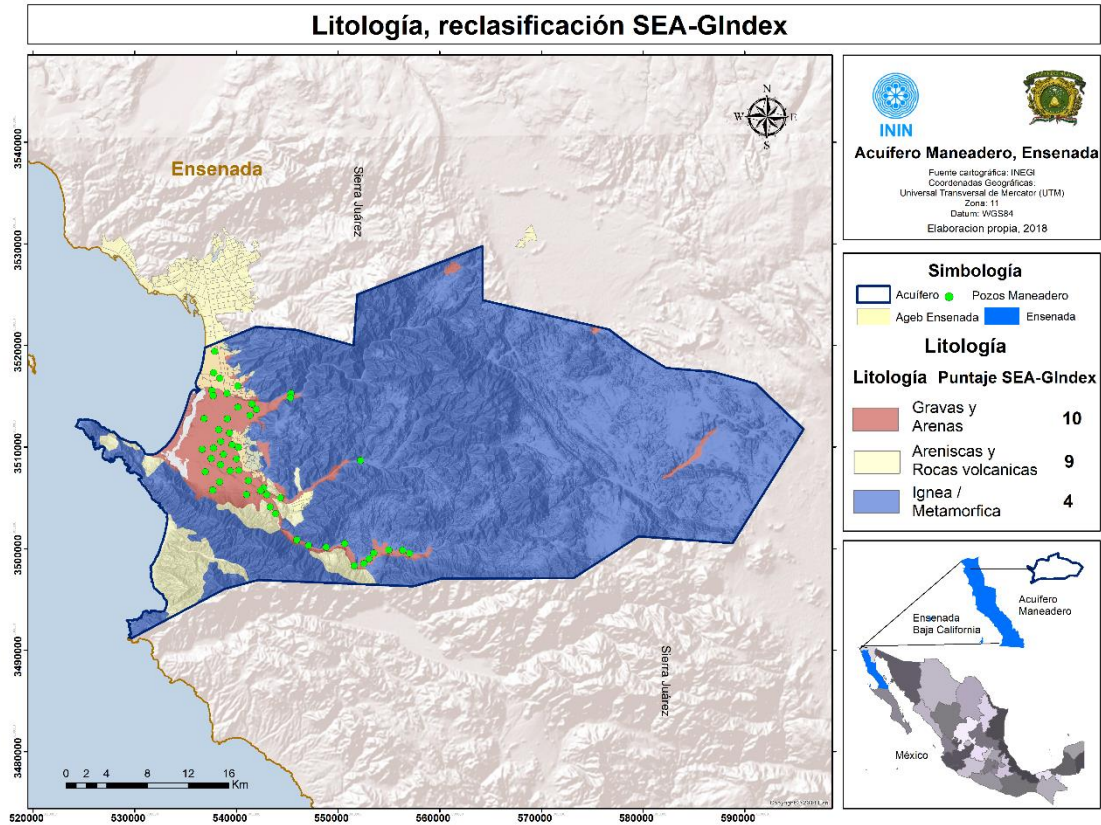 Litología, reclasificación SEA-GIndex
N
W E
S
Ensenada
Sierra Juárez
Sierra Juárez
3540000
3530000
3520000
3510000
3500000
3490000
3480000
0 2 4 8 12 16
Km
520000 530000 540000 550000 560000 570000 580000 590000
ININ
Acuífero Maneadero, Ensenada
Fuente cartográfica: INEGI
Coordenadas Geográficas:
Universal Transversal de Mercator (UTM)
Zona: 11
Datum: WGS84
Elaboracion propia, 2018
Simbología
Acuífero Pozos Maneadero
Ageb Ensenada Ensenada
Litología
Litología Puntaje SEA-GIndex
Gravas y
Arenas 10
Areniscas y
Rocas volcanicas 9
Ignea /
Metamorfica 4
Acuífero
Maneadero
Ensenada
Baja California
México